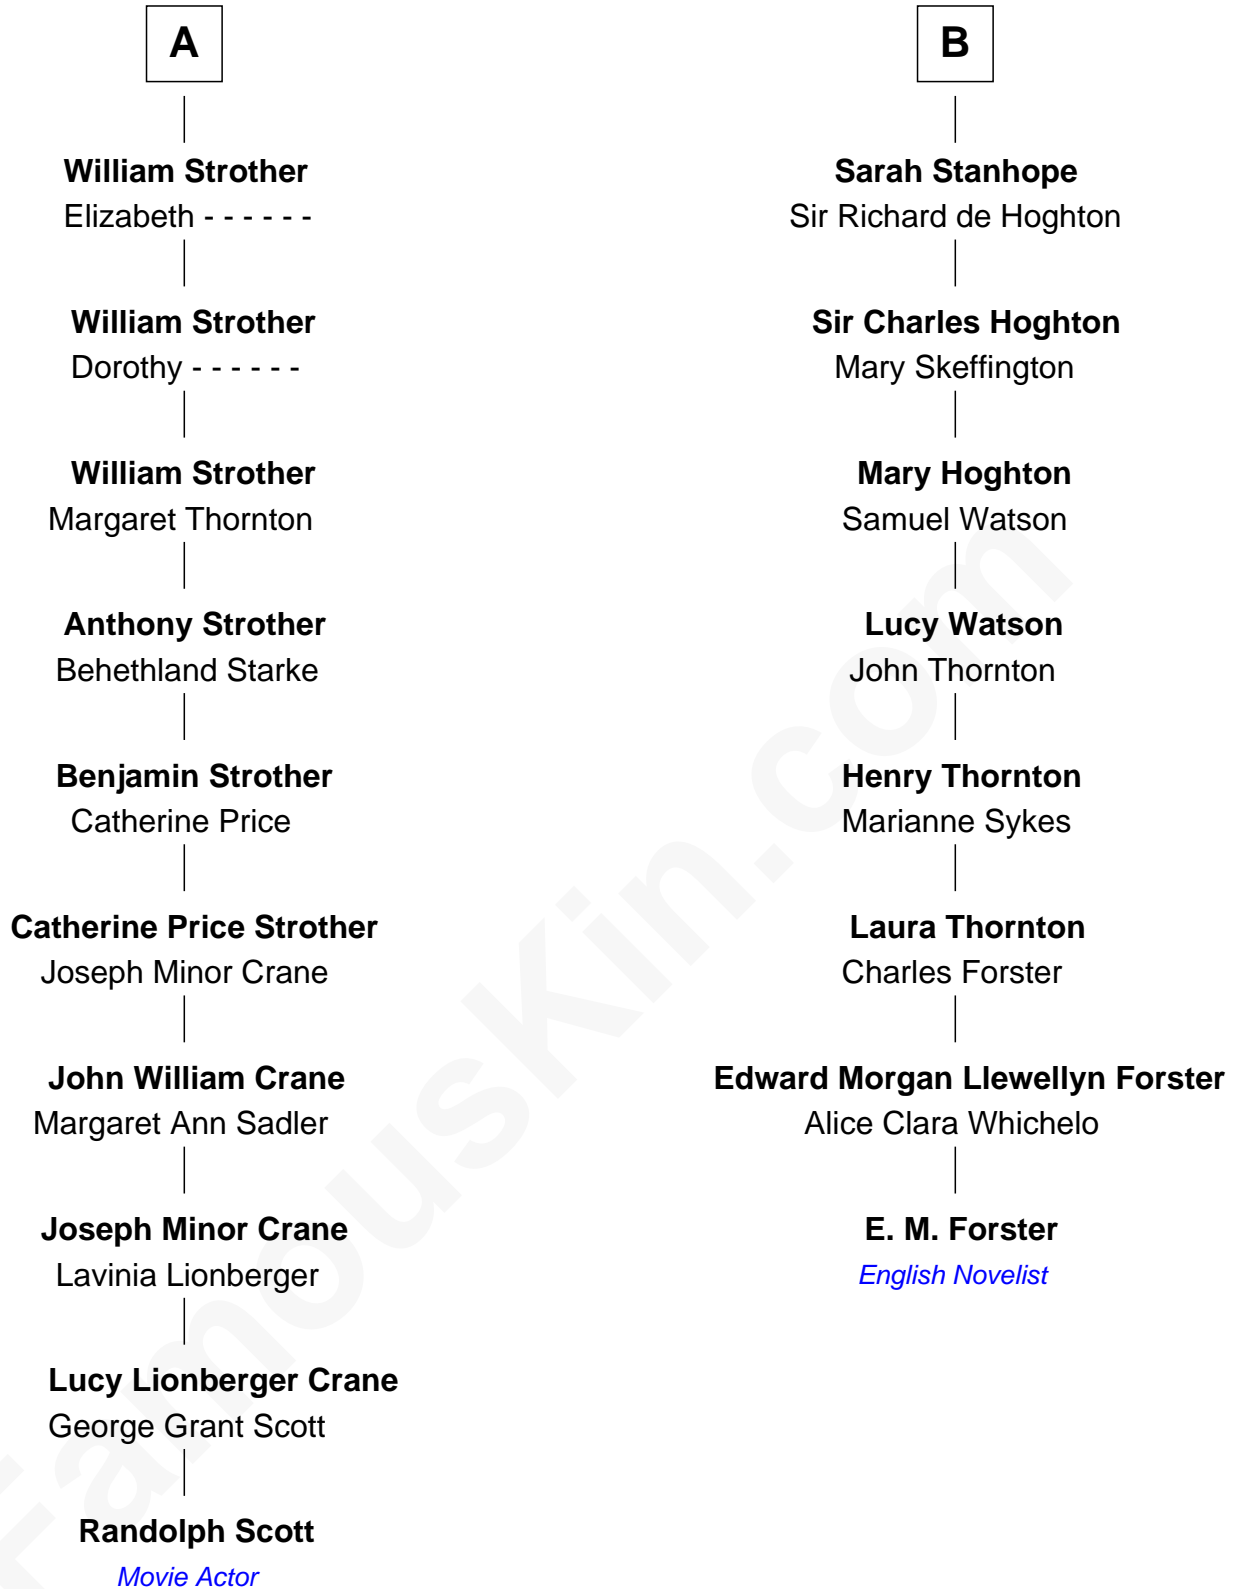 A
William Strother
Elizabeth - - - - - -
William Strother
Dorothy - - - - - -
William Strother
Margaret Thornton
Anthony Strother
Behethland Starke
Benjamin Strother
Catherine Price
Catherine Price Strother
Joseph Minor Crane
John William Crane
Margaret Ann Sadler
Joseph Minor Crane
Lavinia Lionberger
Lucy Lionberger Crane
George Grant Scott
Randolph Scott
Movie Actor
B
Sarah Stanhope
Sir Richard de Hoghton
Sir Charles Hoghton
Mary Skeffington
Mary Hoghton
Samuel Watson
Lucy Watson
John Thornton
Henry Thornton
Marianne Sykes
Laura Thornton
Charles Forster
Edward Morgan Llewellyn Forster
Alice Clara Whichelo
E. M. Forster
English Novelist
FamousKin.com